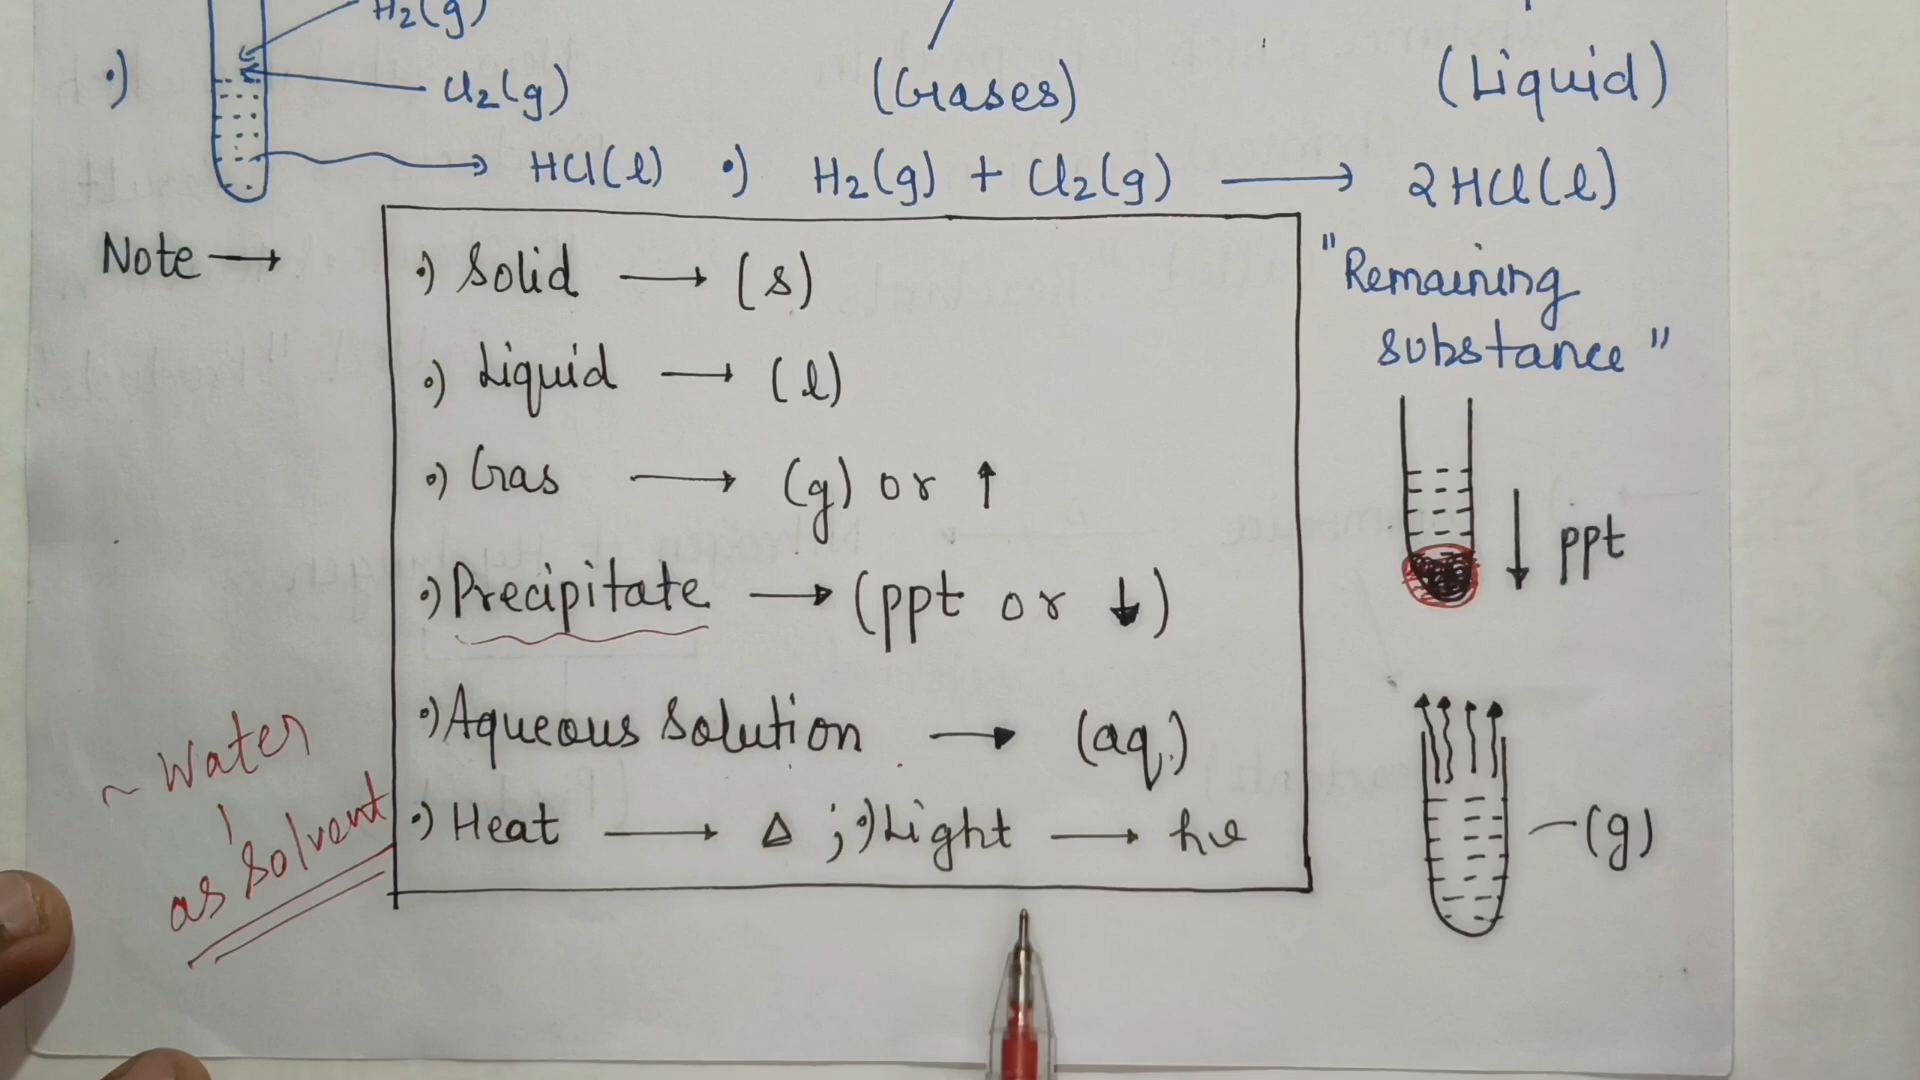 H₂(g)
•) Cl₂(g) (Gases) (Liquid)
HCl(l) •) H₂(g) + Cl₂(g) ⟶ 2HCl(l)
Note →
•) Solid ⟶ (s)
•) Liquid ⟶ (l)
•) Gas ⟶ (g) or ↑
•) Precipitate ⟶ (ppt or ↓)
•) Aqueous solution ⟶ (aq.)
•) Heat ⟶ Δ ; •) Light ⟶ hν
"Remaining
substance"
↓ ppt
(g)
~ Water
as solvent